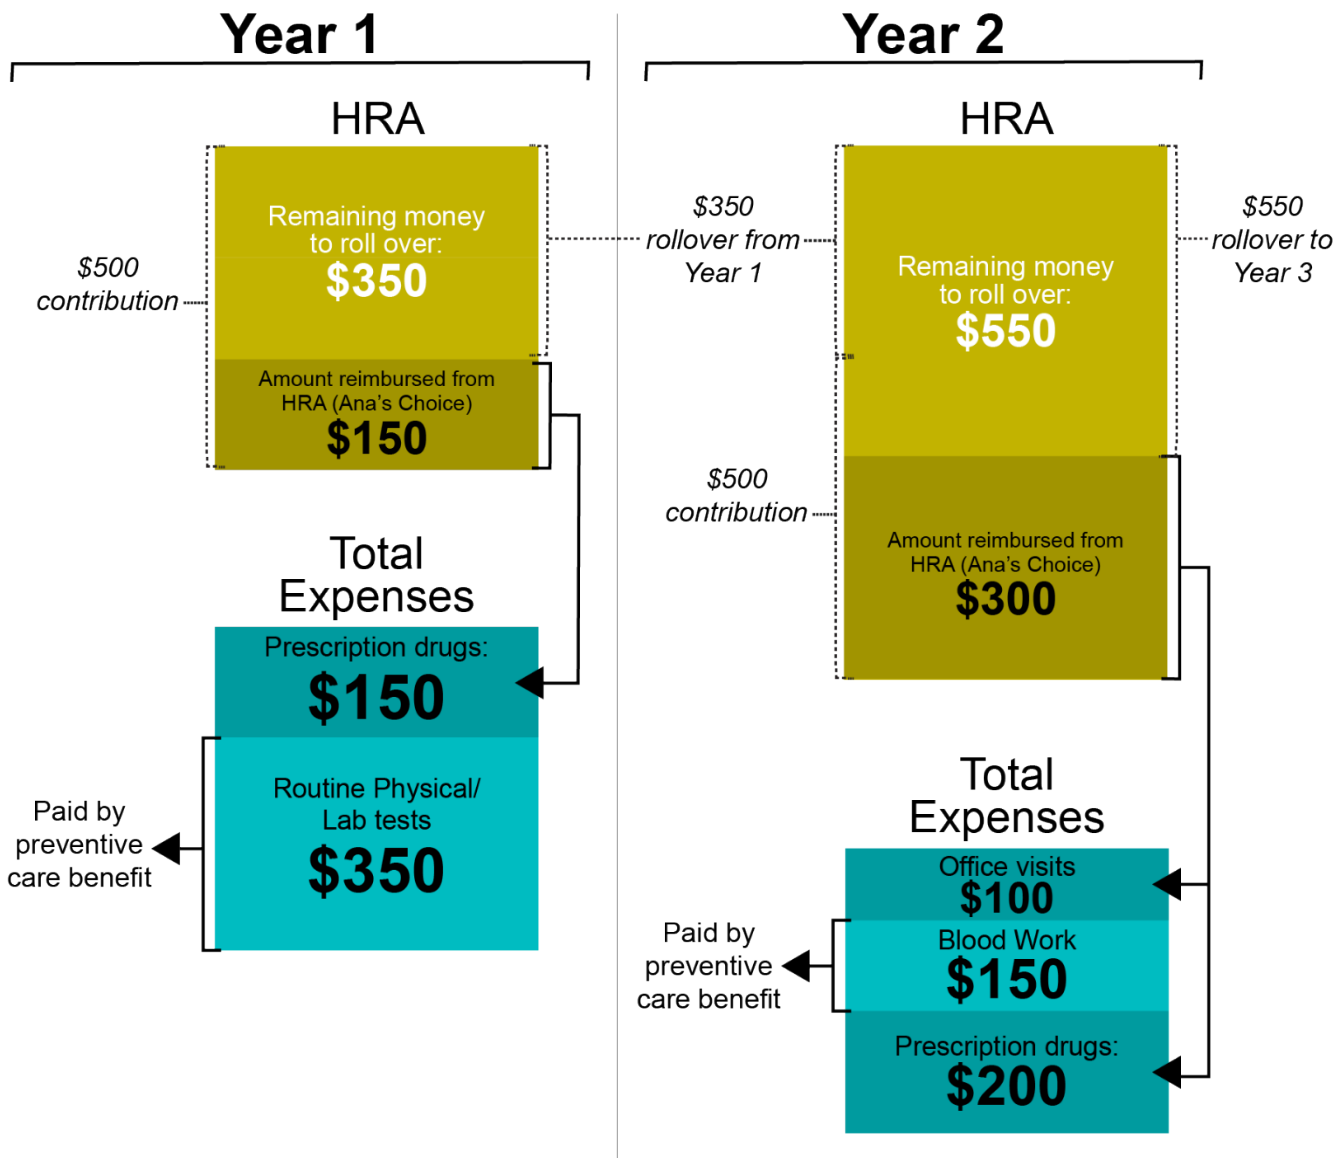 Year 1
HRA
$500
contribution
Remaining money
to roll over:
$350
Amount reimbursed from
HRA (Ana's Choice)
$150
Total
Expenses
Prescription drugs:
$150
Routine Physical/
Lab tests
$350
Paid by
preventive
care benefit
Year 2
HRA
$350
rollover from
Year 1
Remaining money
to roll over:
$550
$550
rollover to
Year 3
$500
contribution
Amount reimbursed from
HRA (Ana's Choice)
$300
Total
Expenses
Office visits
$100
Blood Work
$150
Paid by
preventive
care benefit
Prescription drugs:
$200